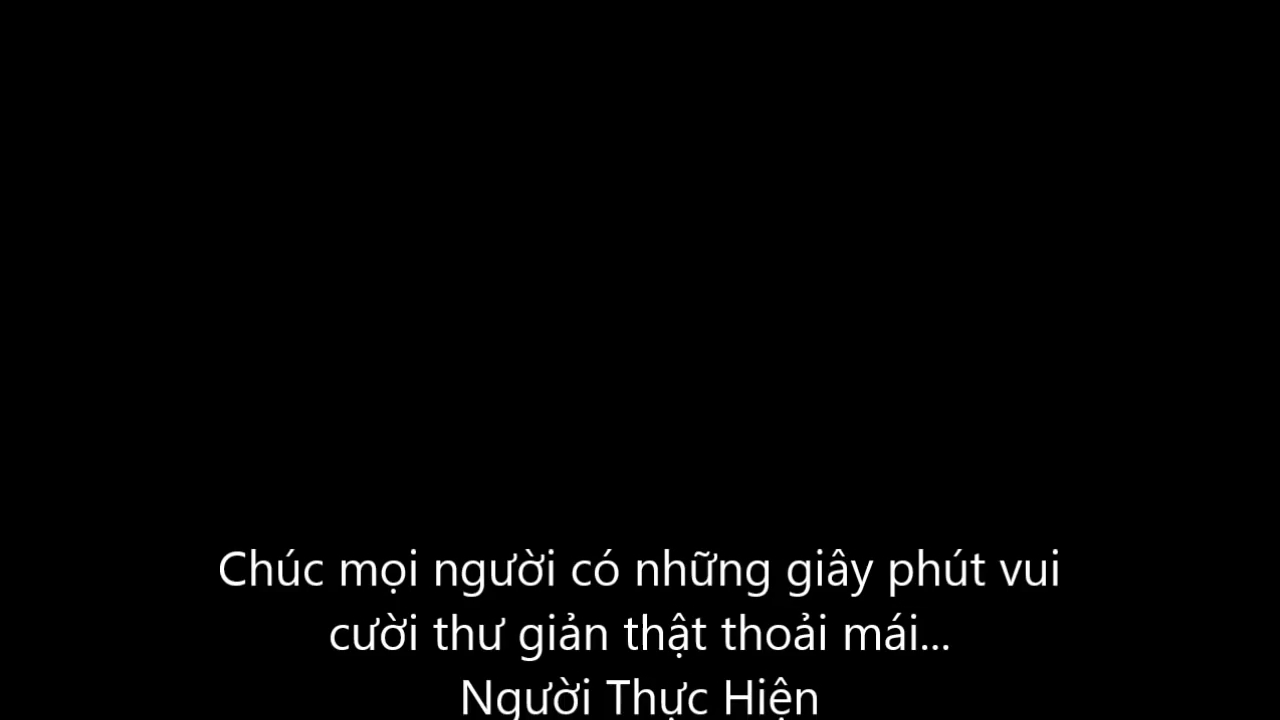 Chúc mọi người có những giây phút vui
cười thư giản thật thoải mái...
Người Thực Hiện